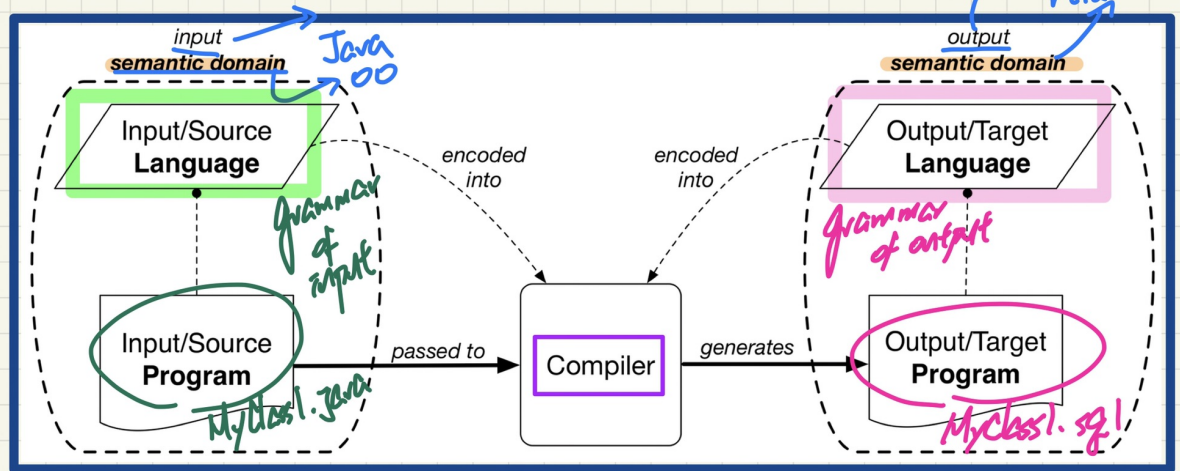 input
semantic domain
Java
OO
Input/Source
Language
grammar
of
input
Input/Source
Program
MyClass1.java
passed to
encoded
into
Compiler
encoded
into
generates
output
semantic domain
Output/Target
Language
grammar
of output
Output/Target
Program
MyClass1.sql